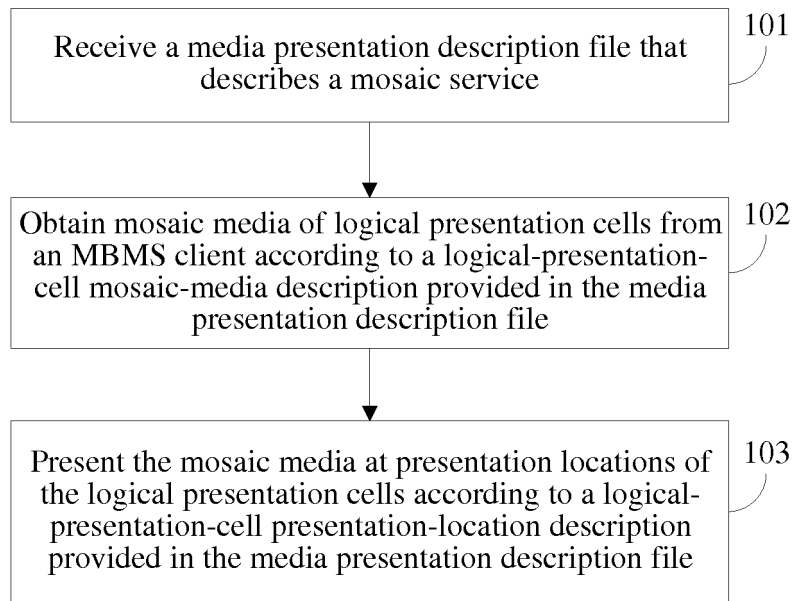 Receive a media presentation description file that
describes a mosaic service
101
Obtain mosaic media of logical presentation cells from
an MBMS client according to a logical-presentation-
cell mosaic-media description provided in the media
presentation description file
102
Present the mosaic media at presentation locations of
the logical presentation cells according to a logical-
presentation-cell presentation-location description
provided in the media presentation description file
103